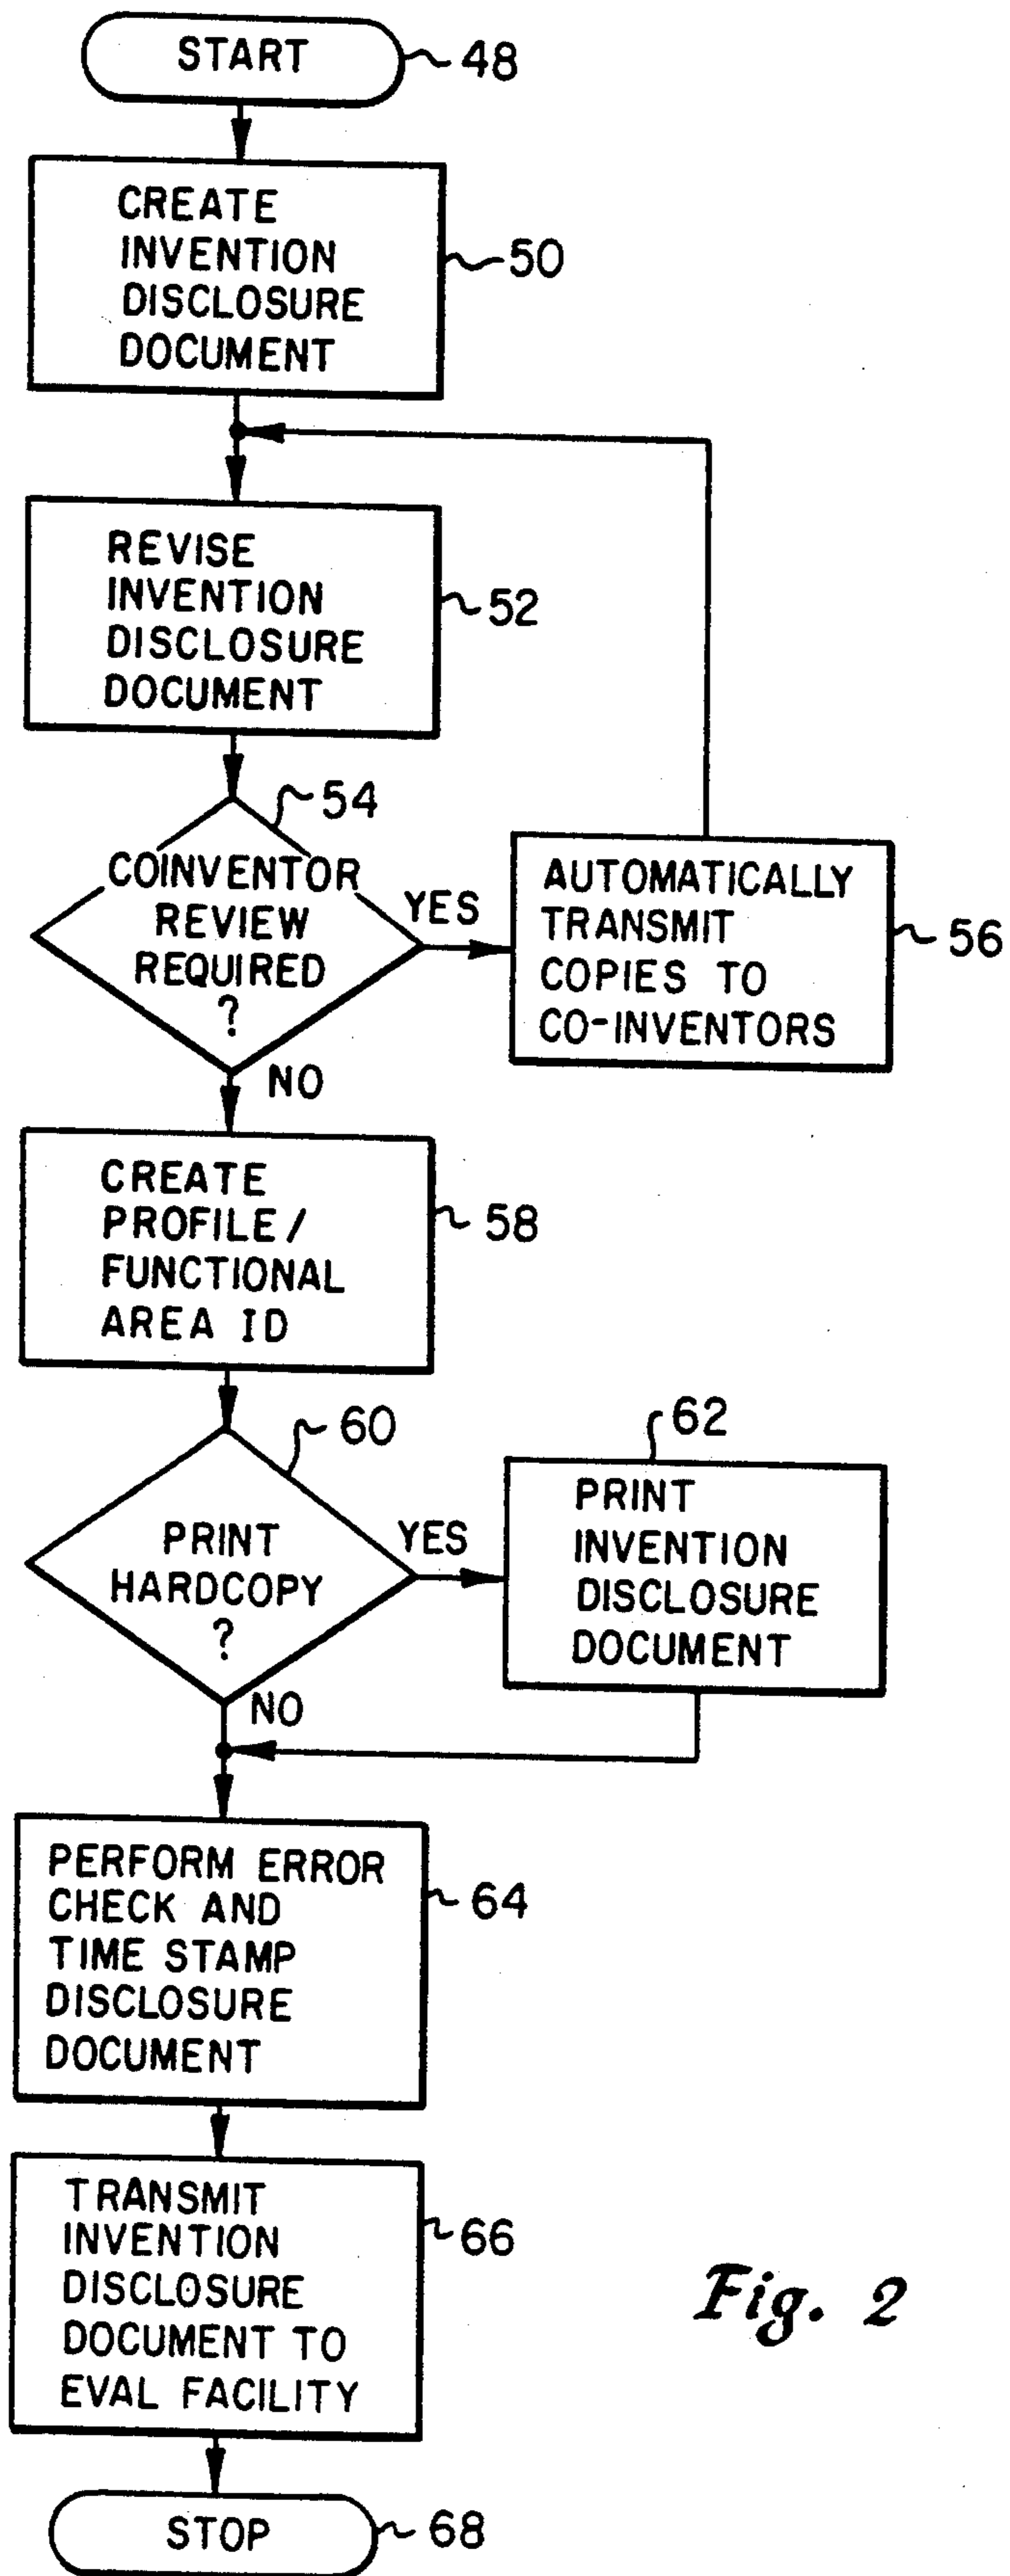 START
48
CREATE
INVENTION
DISCLOSURE
DOCUMENT
50
REVISE
INVENTION
DISCLOSURE
DOCUMENT
52
54
COINVENTOR
REVIEW
REQUIRED
?
YES
NO
AUTOMATICALLY
TRANSMIT
COPIES TO
CO-INVENTORS
56
CREATE
PROFILE/
FUNCTIONAL
AREA ID
58
60
PRINT
HARDCOPY
?
YES
NO
62
PRINT
INVENTION
DISCLOSURE
DOCUMENT
PERFORM ERROR
CHECK AND
TIME STAMP
DISCLOSURE
DOCUMENT
64
TRANSMIT
INVENTION
DISCLOSURE
DOCUMENT TO
EVAL FACILITY
66
Fig. 2
STOP
68